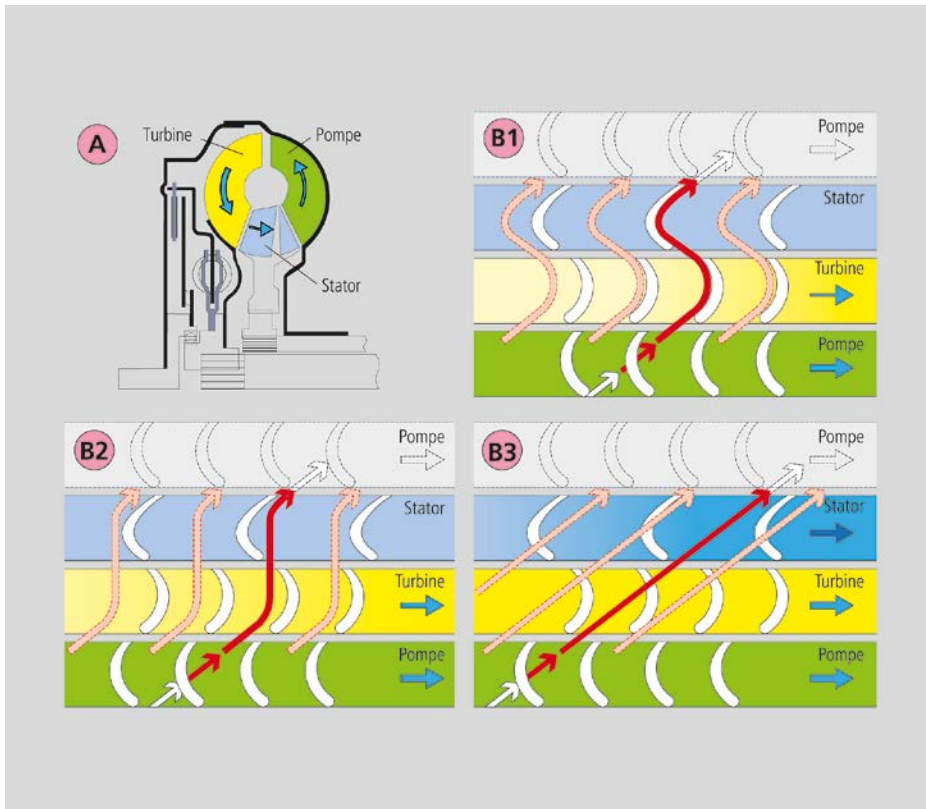 A
Turbine
Pompe
Stator
B1
Pompe
Stator
Turbine
Pompe
B2
Pompe
Stator
Turbine
Pompe
B3
Pompe
Stator
Turbine
Pompe